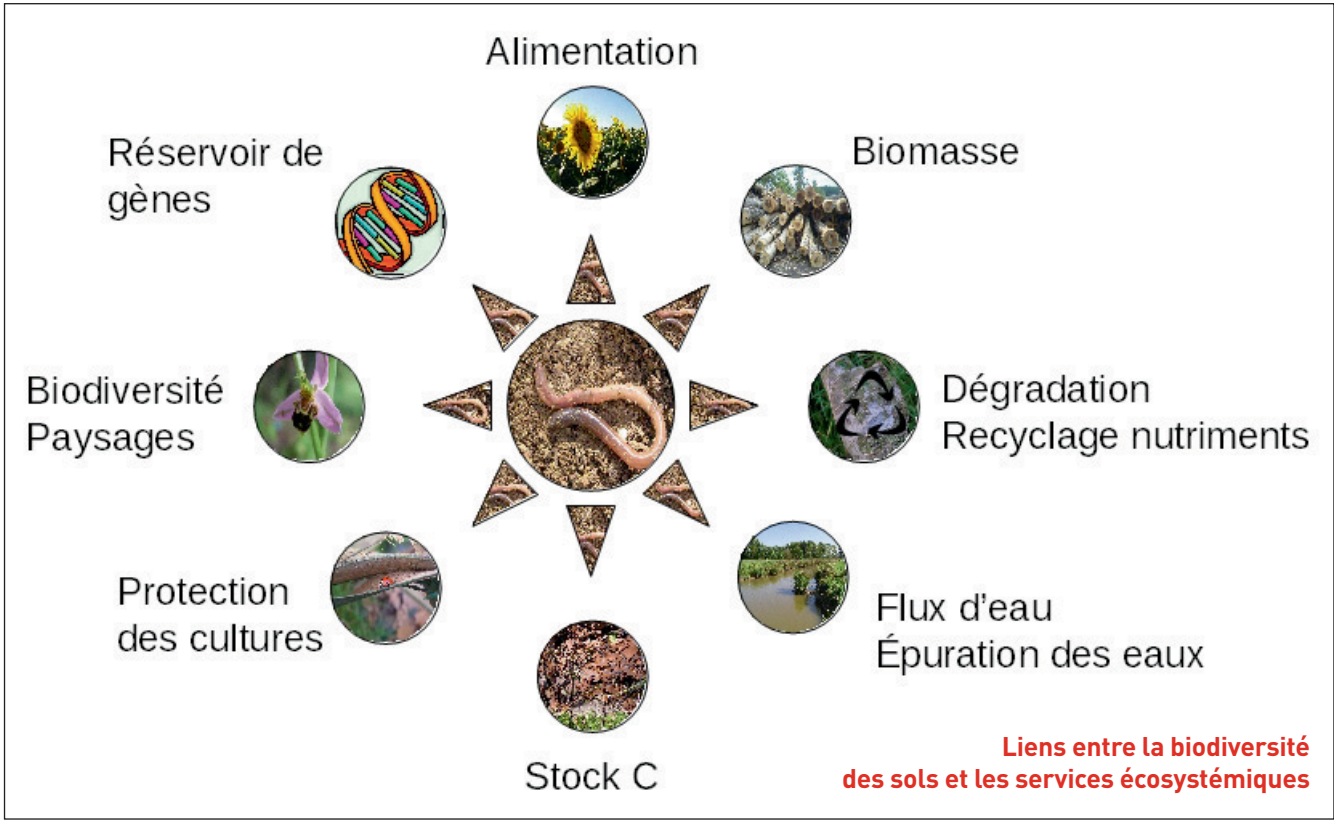 Alimentation
Biomasse
Réservoir de
gènes
Biodiversité
Paysages
Dégradation
Recyclage nutriments
Protection
des cultures
Flux d'eau
Épuration des eaux
Stock C
Liens entre la biodiversité
des sols et les services écosystémiques